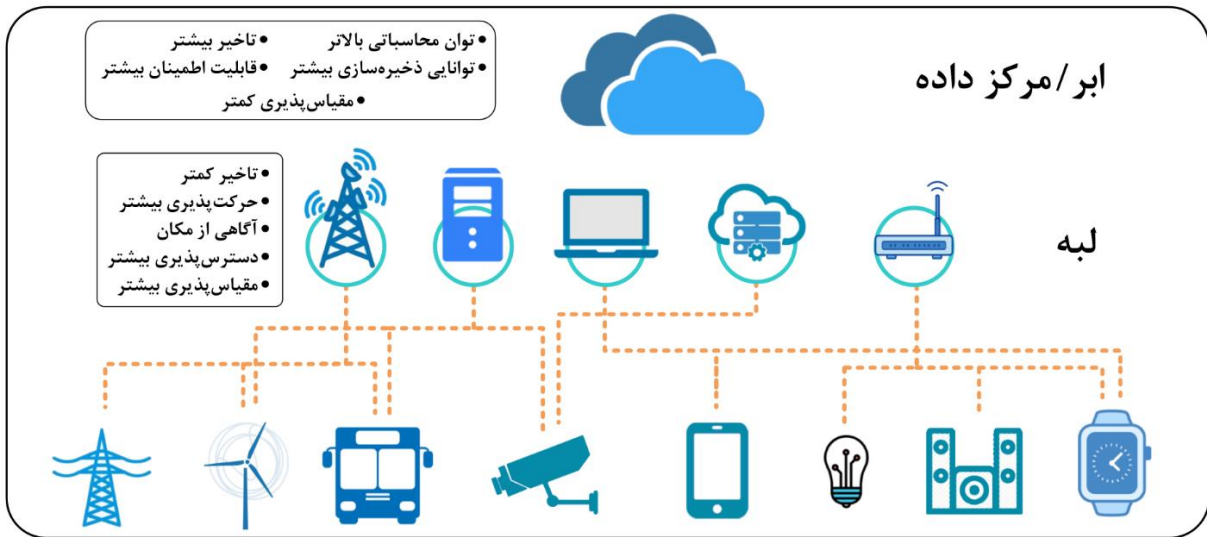 • توان محاسباتی بالاتر • تاخیر بیشتر
• توانایی ذخیره‌سازی بیشتر • قابلیت اطمینان بیشتر
• مقیاس‌پذیری کمتر
ابر/مرکز داده
• تاخیر کمتر
• حرکت‌پذیری بیشتر
• آگاهی از مکان
• دسترس‌پذیری بیشتر
• مقیاس‌پذیری بیشتر
لبه